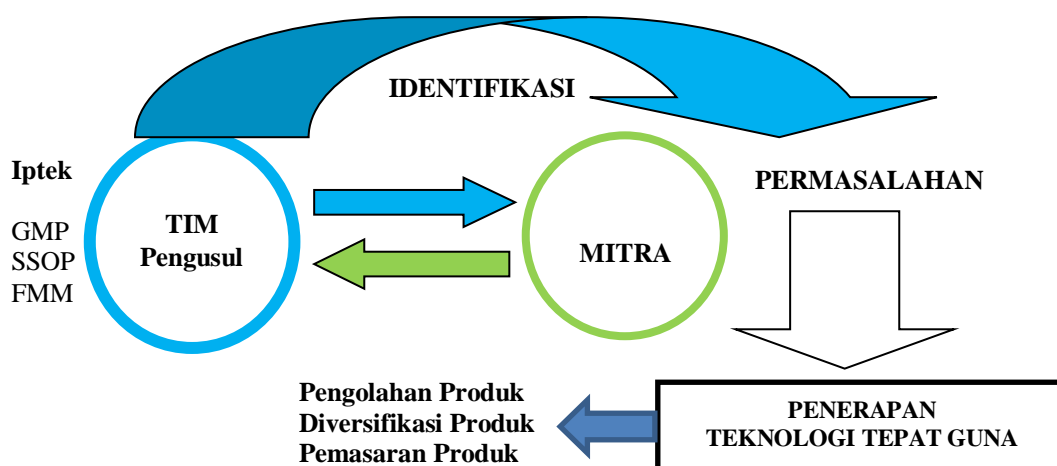 IDENTIFIKASI
Iptek
GMP
SSOP
FMM
TIM
Pengusul
MITRA
PERMASALAHAN
PENERAPAN
TEKNOLOGI TEPAT GUNA
Pengolahan Produk
Diversifikasi Produk
Pemasaran Produk